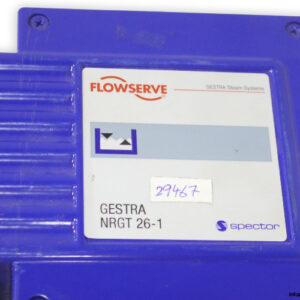 FLOWSERVE
GESTRA Steam Systems
29467
GESTRA
NRGT 26-1
spector